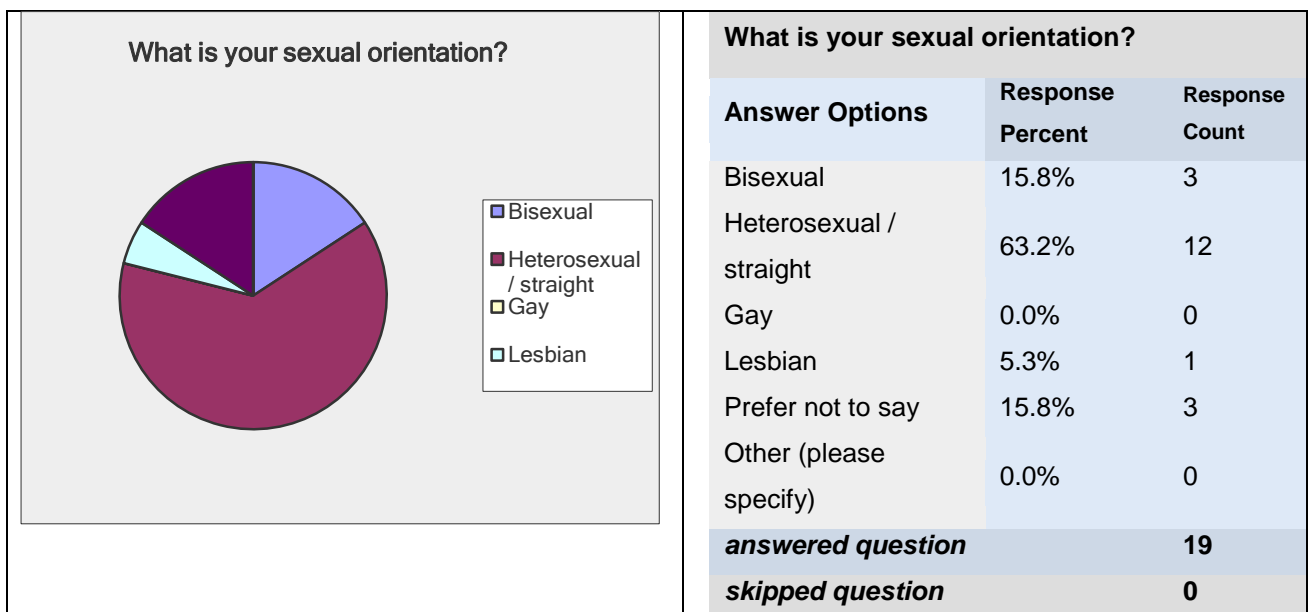 What is your sexual orientation?
Bisexual
Heterosexual
/ straight
Gay
Lesbian
What is your sexual orientation?
Answer Options
Response
Percent
Response
Count
Bisexual 15.8% 3
Heterosexual /
straight
63.2% 12
Gay 0.0% 0
Lesbian 5.3% 1
Prefer not to say 15.8% 3
Other (please
specify)
0.0% 0
answered question 19
skipped question 0